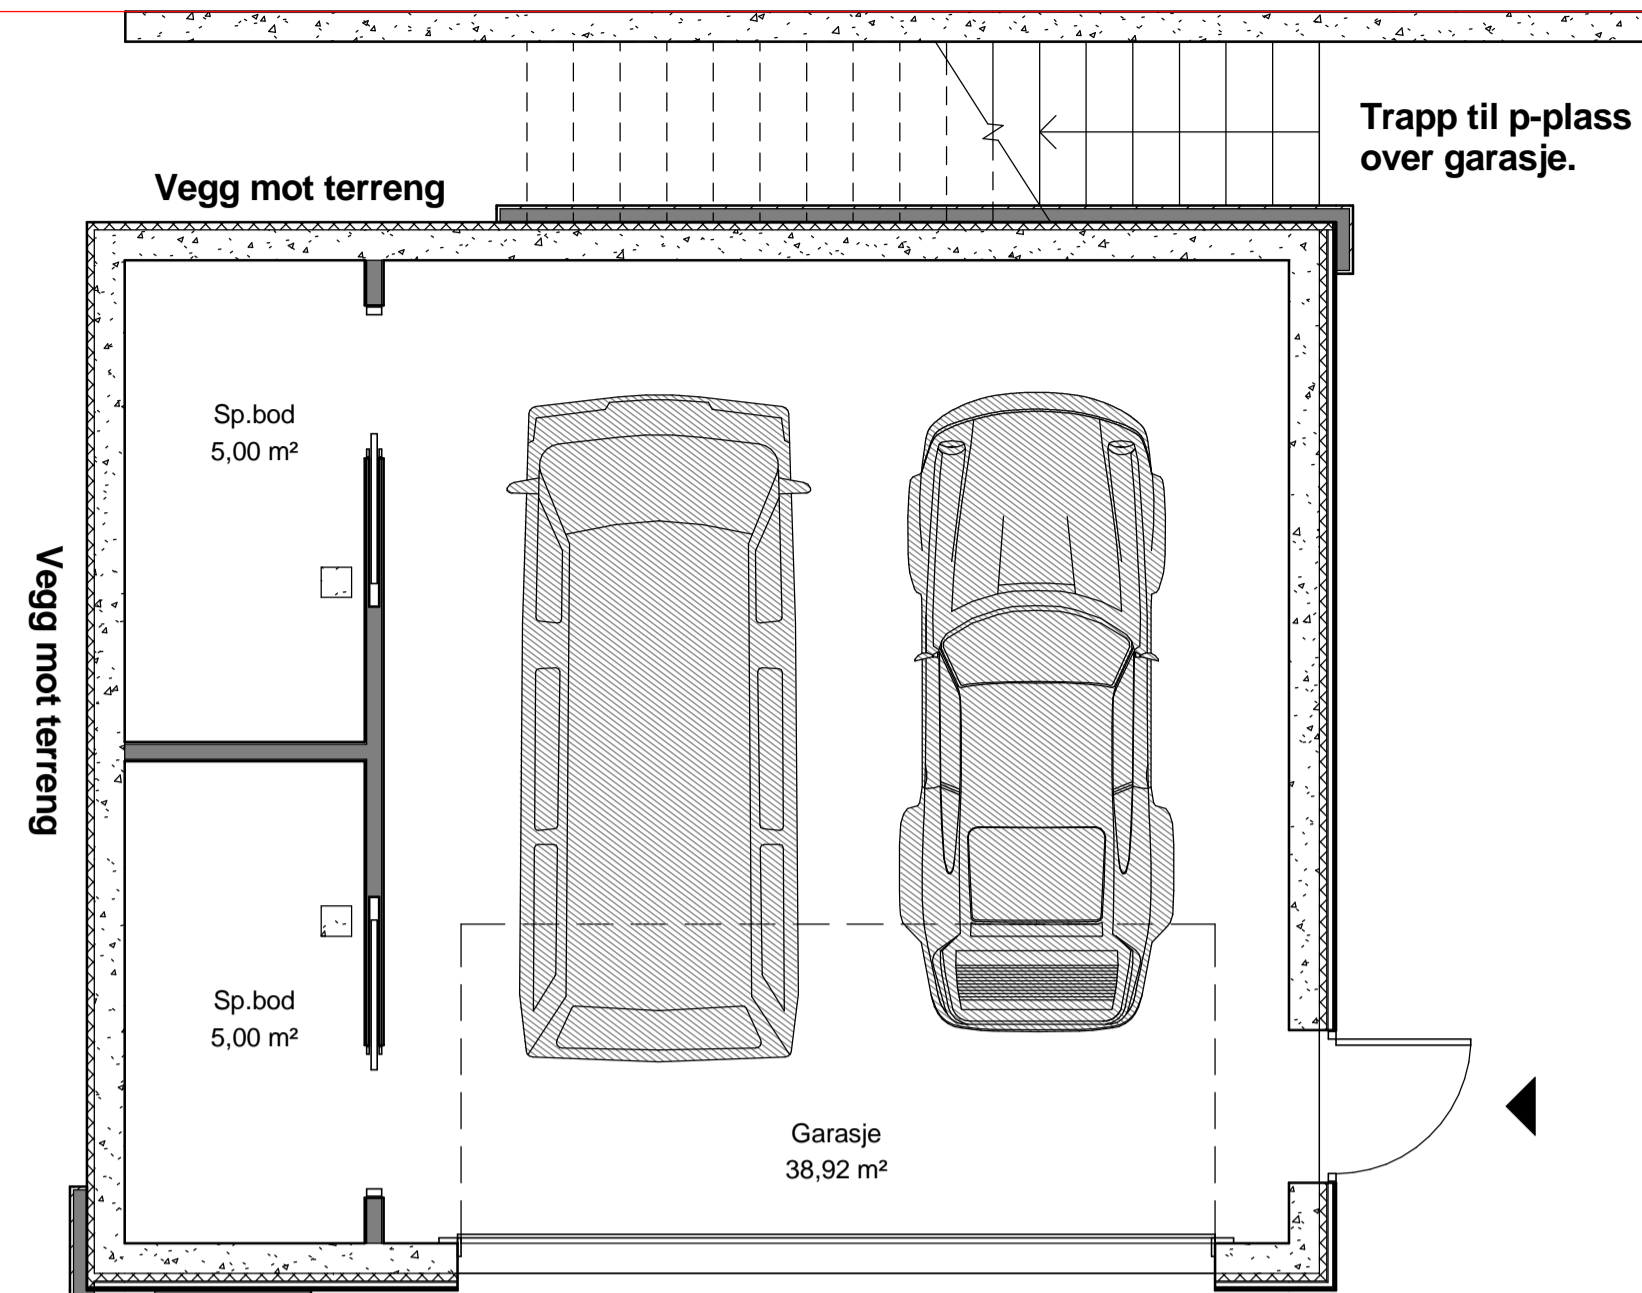 Trapp til p-plass
over garasje.
Vegg mot terreng
Sp.bod
5,00 m²
Vegg mot terreng
Sp.bod
5,00 m²
Garasje
38,92 m²